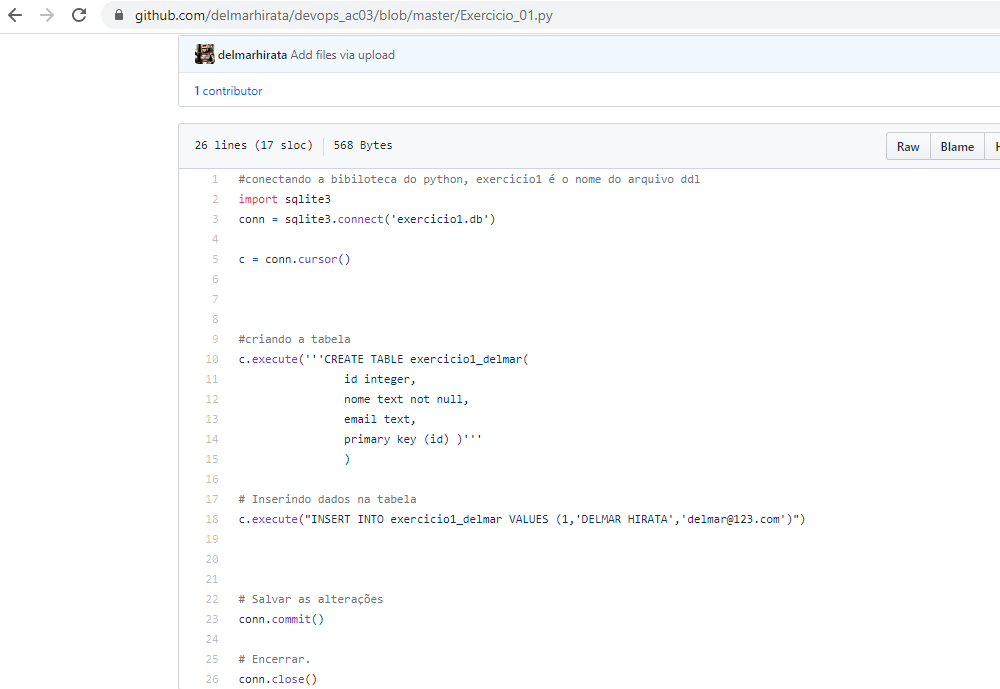 github.com/delmarhirata/devops_ac03/blob/master/Exercicio_01.py
delmarhirata Add files via upload
1 contributor
26 lines (17 sloc) 568 Bytes Raw Blame H
1 #conectando a bibiloteca do python, exercicio1 é o nome do arquivo ddl
2 import sqlite3
3 conn = sqlite3.connect('exercicio1.db')
4
5 c = conn.cursor()
6
7
8
9 #criando a tabela
10 c.execute('''CREATE TABLE exercicio1_delmar(
11 id integer,
12 nome text not null,
13 email text,
14 primary key (id) )'''
15 )
16
17 # Inserindo dados na tabela
18 c.execute("INSERT INTO exercicio1_delmar VALUES (1,'DELMAR HIRATA','delmar@123.com')")
19
20
21
22 # Salvar as alterações
23 conn.commit()
24
25 # Encerrar.
26 conn.close()